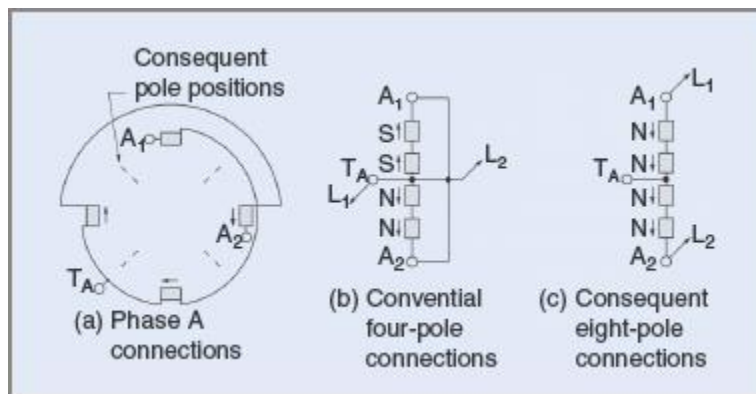 Consequent
pole positions
A1
A2
TA
(a) Phase A
connections
A1
S
S
TA
L1
L2
N
N
A2
(b) Convential
four-pole
connections
L1
A1
N
N
TA
N
N
L2
A2
(c) Consequent
eight-pole
connections